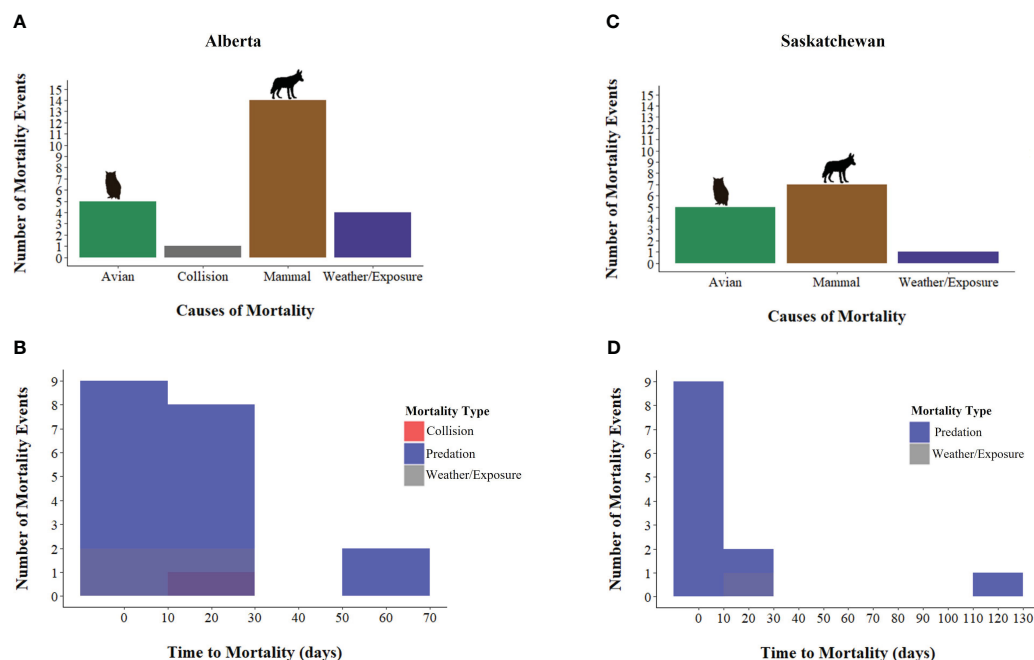 A
Alberta
Number of Mortality Events
15
14
13
12
11
10
9
8
7
6
5
4
3
2
1
0
Avian Collision Mammal Weather/Exposure
Causes of Mortality
C
Saskatchewan
Number of Mortality Events
15
14
13
12
11
10
9
8
7
6
5
4
3
2
1
0
Avian Mammal Weather/Exposure
Causes of Mortality
B
Number of Mortality Events
9
8
7
6
5
4
3
2
1
0
Mortality Type
Collision
Predation
Weather/Exposure
0 10 20 30 40 50 60 70
Time to Mortality (days)
D
Number of Mortality Events
9
8
7
6
5
4
3
2
1
0
Mortality Type
Predation
Weather/Exposure
0 10 20 30 40 50 60 70 80 90 100 110 120 130
Time to Mortality (days)